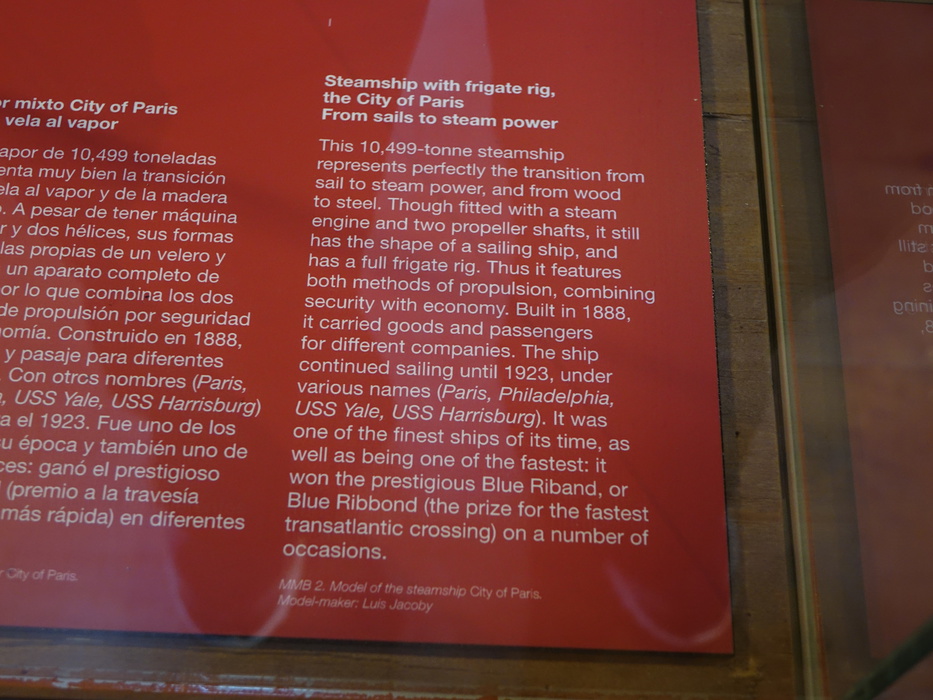 r mixto City of Paris
vela al vapor
apor de 10,499 toneladas
enta muy bien la transición
ela al vapor y de la madera
. A pesar de tener máquina
r y dos hélices, sus formas
las propias de un velero y
un aparato completo de
or lo que combina los dos
de propulsión por seguridad
nomía. Construido en 1888,
y pasaje para diferentes
. Con otrcs nombres (Paris,
a, USS Yale, USS Harrisburg)
a el 1923. Fue uno de los
su época y también uno de
ces: ganó el prestigioso
(premio a la travesía
más rápida) en diferentes
r City of Paris.
Steamship with frigate rig,
the City of Paris
From sails to steam power
This 10,499-tonne steamship
represents perfectly the transition from
sail to steam power, and from wood
to steel. Though fitted with a steam
engine and two propeller shafts, it still
has the shape of a sailing ship, and
has a full frigate rig. Thus it features
both methods of propulsion, combining
security with economy. Built in 1888,
it carried goods and passengers
for different companies. The ship
continued sailing until 1923, under
various names (Paris, Philadelphia,
USS Yale, USS Harrisburg). It was
one of the finest ships of its time, as
well as being one of the fastest: it
won the prestigious Blue Riband, or
Blue Ribbond (the prize for the fastest
transatlantic crossing) on a number of
occasions.
MMB 2. Model of the steamship City of Paris.
Model-maker: Luis Jacoby